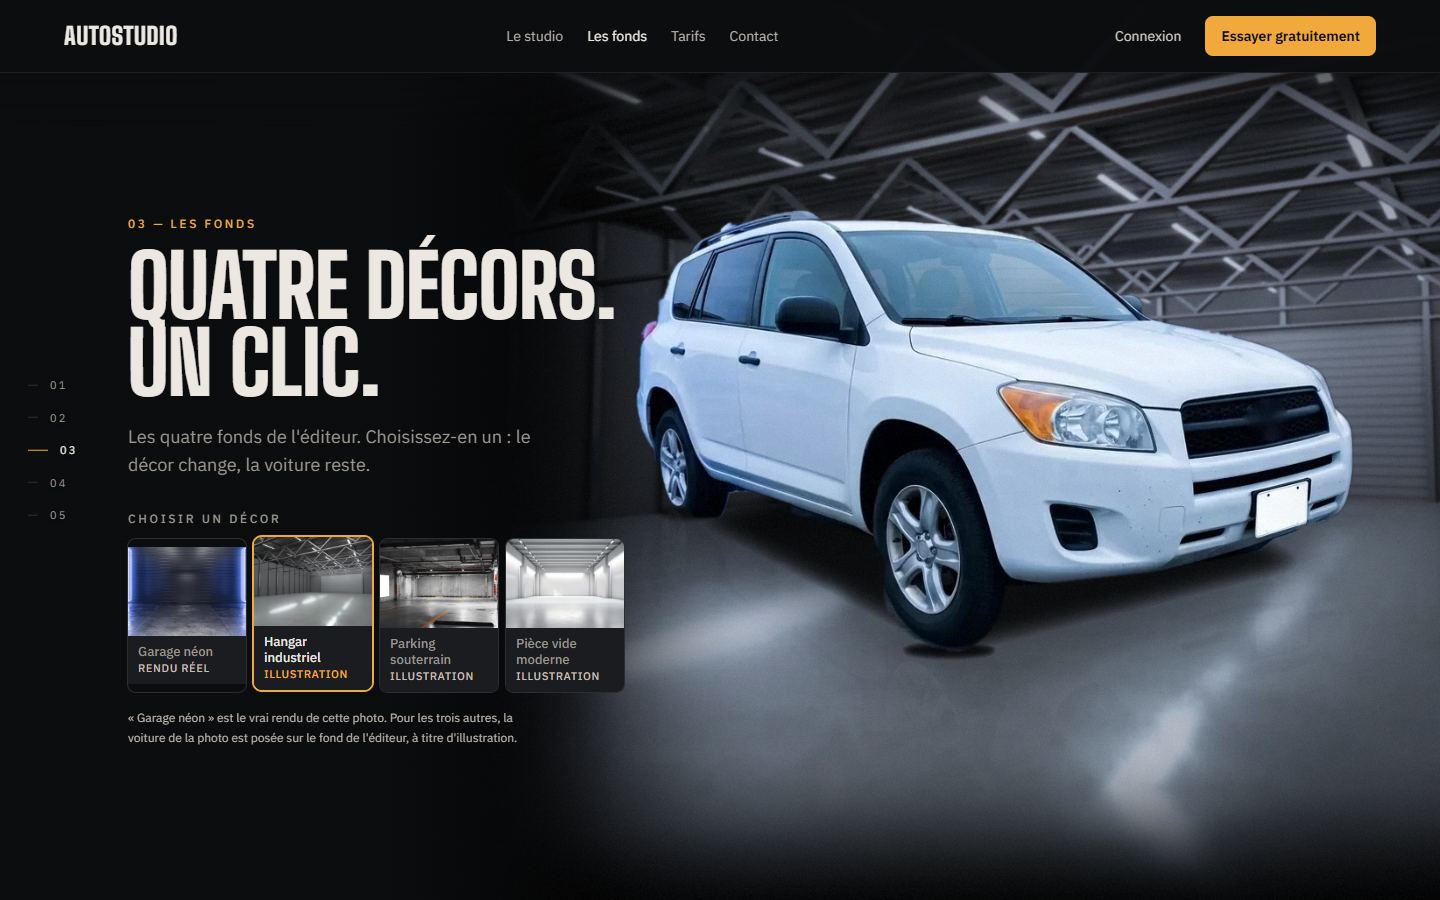 AUTOSTUDIO
Le studio
Les fonds
Tarifs
Contact
Connexion
Essayer gratuitement
03 — LES FONDS
QUATRE DÉCORS.
UN CLIC.
Les quatre fonds de l'éditeur. Choisissez-en un : le
décor change, la voiture reste.
01
02
03
04
05
CHOISIR UN DÉCOR
Garage néon
RENDU RÉEL
Hangar
industriel
ILLUSTRATION
Parking
souterrain
ILLUSTRATION
Pièce vide
moderne
ILLUSTRATION
« Garage néon » est le vrai rendu de cette photo. Pour les trois autres, la
voiture de la photo est posée sur le fond de l'éditeur, à titre d'illustration.